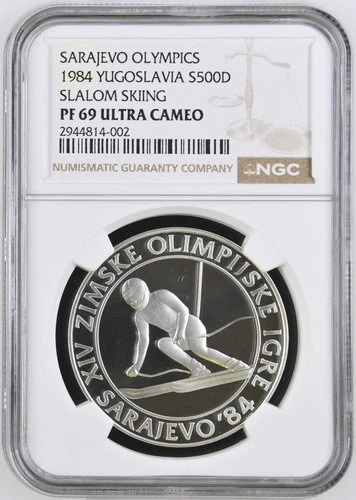 SARAJEVO OLYMPICS
1984 YUGOSLAVIA S500D
SLALOM SKIING
PF 69 ULTRA CAMEO
2944814-002
NUMISMATIC GUARANTY COMPANY
NGC
XIV ZIMSKE OLIMPIJSKE IGRE
SARAJEVO '84